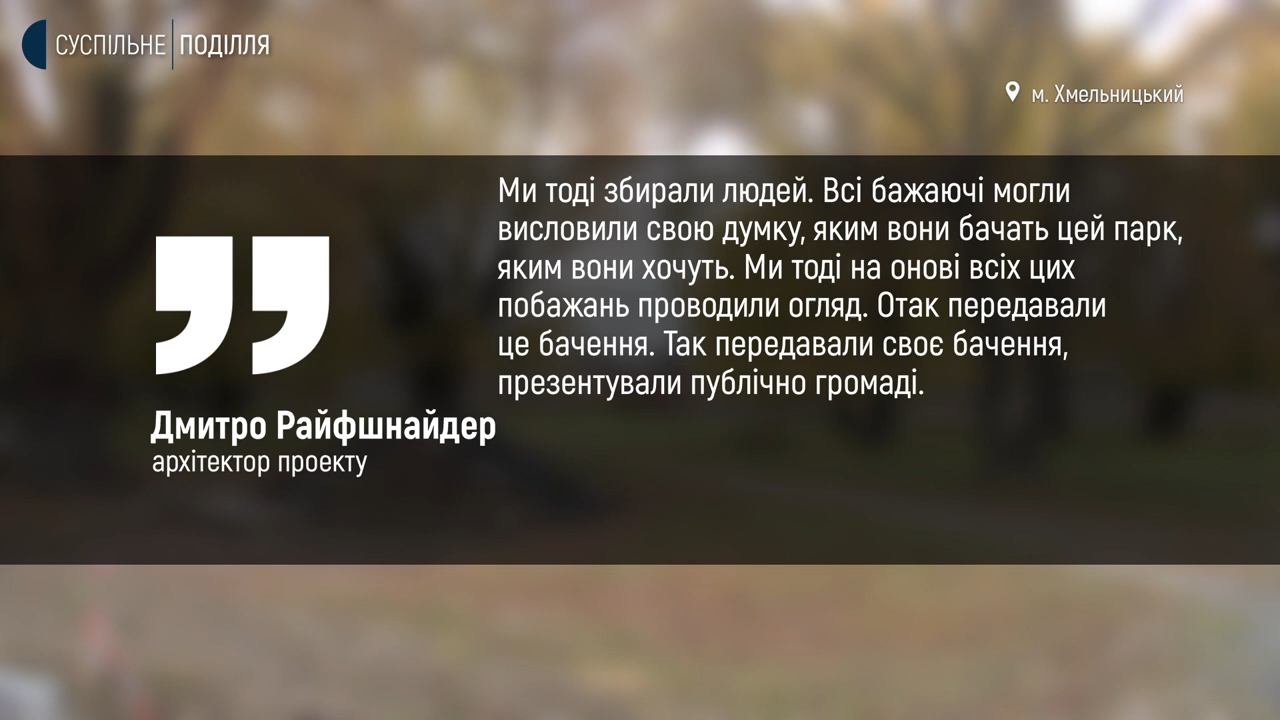 СУСПІЛЬНЕ ПОДІЛЛЯ
м. Хмельницький
Ми тоді збирали людей. Всі бажаючі могли
висловили свою думку, яким вони бачать цей парк,
яким вони хочуть. Ми тоді на онові всіх цих
побажань проводили огляд. Отак передавали
це бачення. Так передавали своє бачення,
презентували публічно громаді.
Дмитро Райфшнайдер
архітектор проекту